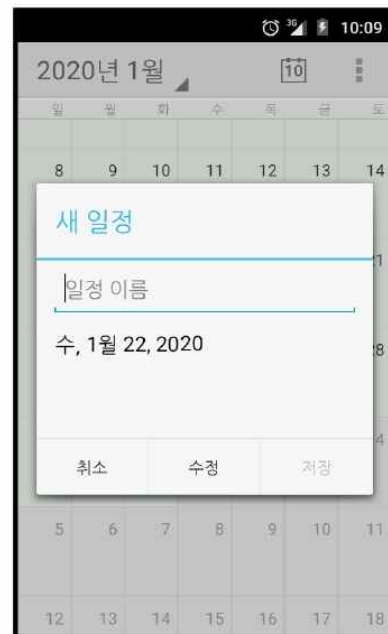 3G 10:09
2020년 1월 10
일 월 화 수 목 금 토
8 9 10 11 12 13 14
새 일정
일정 이름
수, 1월 22, 2020
취소 수정 저장
5 6 7 8 9 10 11
12 13 14 15 16 17 18